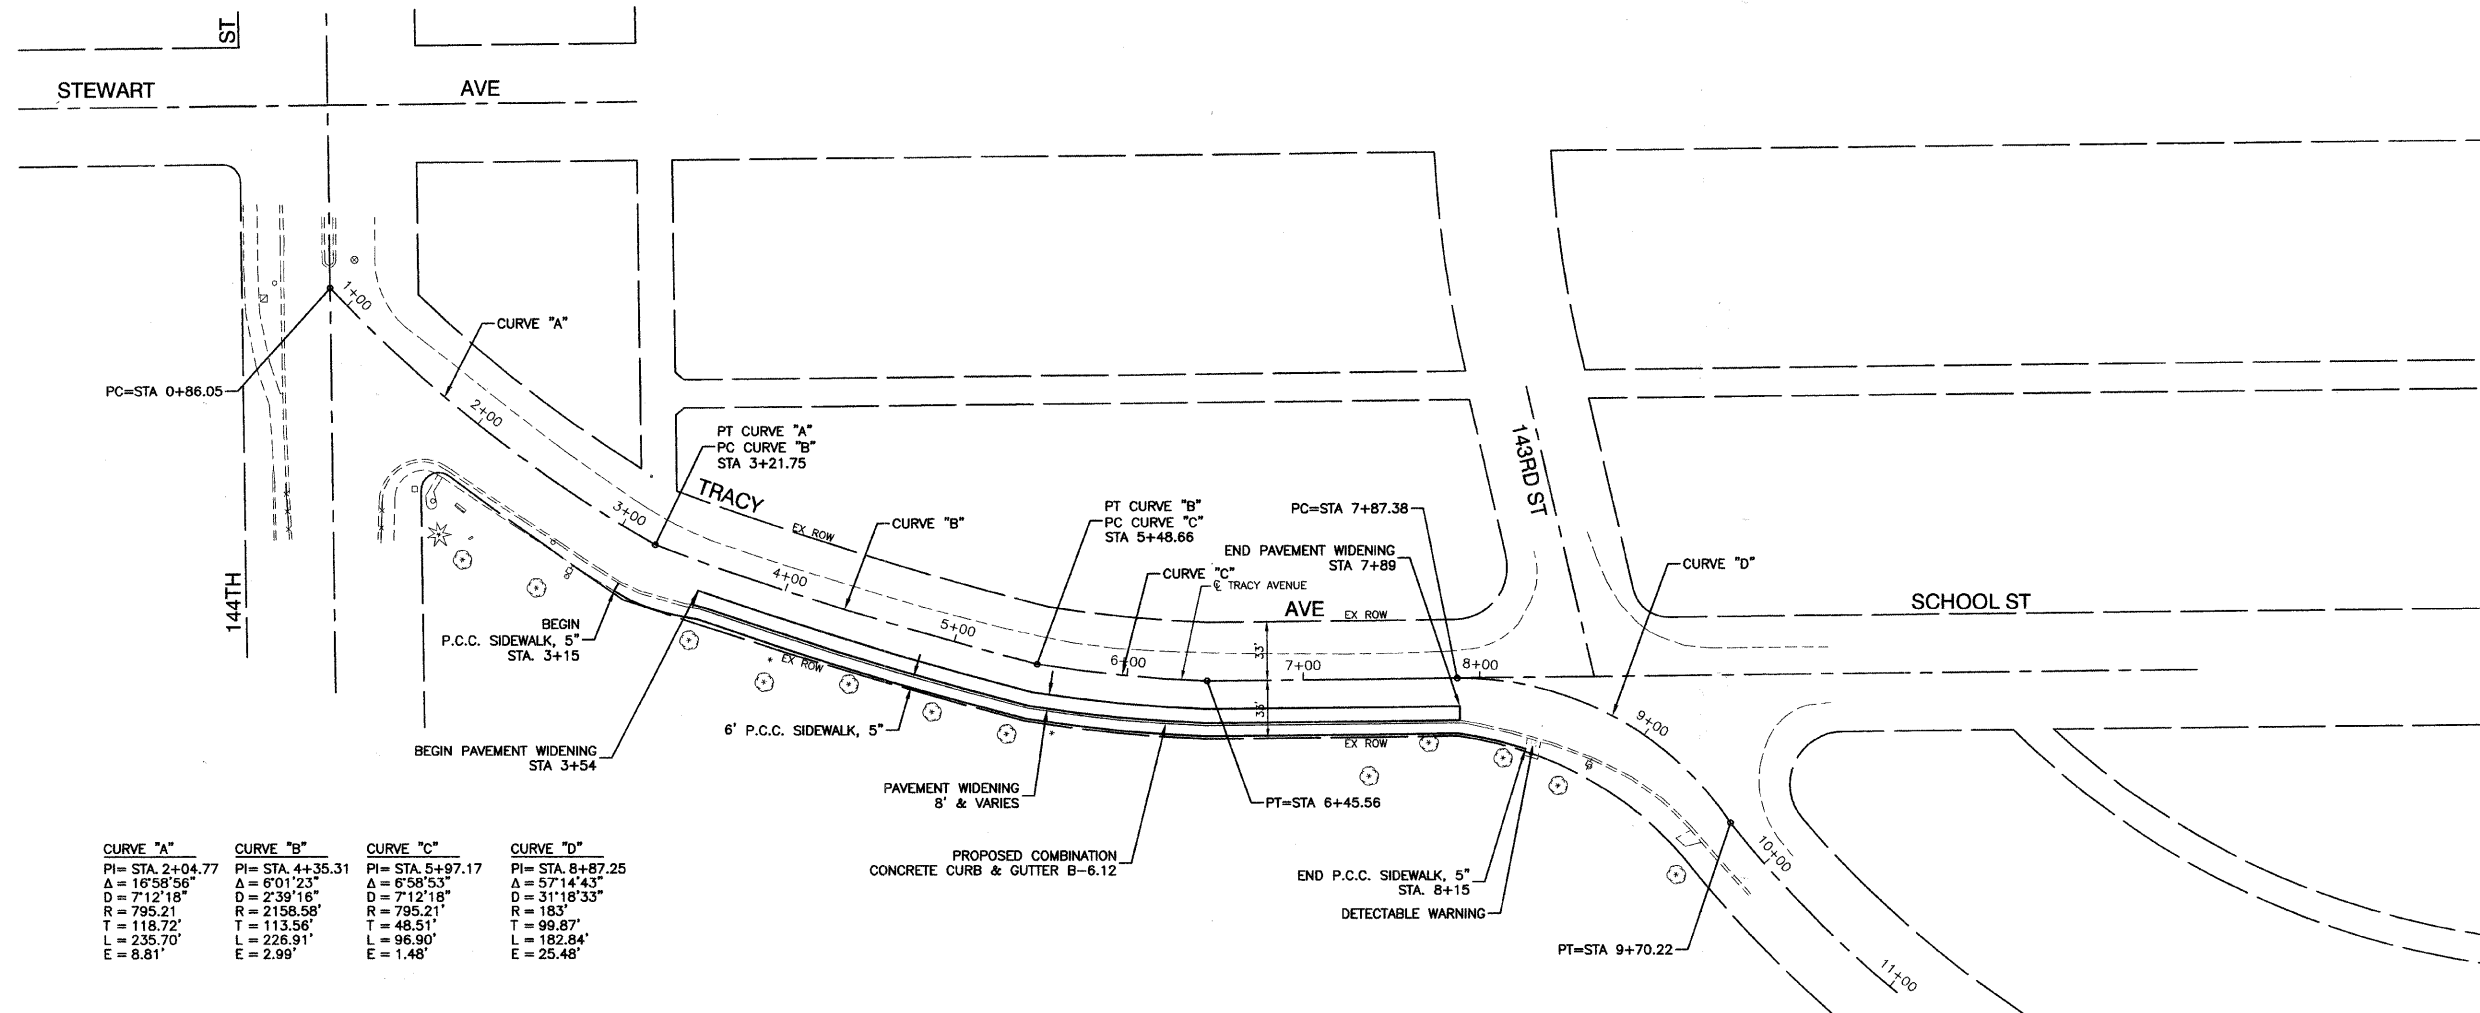 ST
STEWART AVE
1+00
CURVE "A"
PC=STA 0+86.05
2+00
PT CURVE "A"
PC CURVE "B"
STA 3+21.75
143RD ST
TRACY
3+00
EX ROW
CURVE "B"
PT CURVE "B"
PC CURVE "C"
STA 5+48.66
PC=STA 7+87.38
END PAVEMENT WIDENING
STA 7+89
CURVE "D"
4+00
CURVE "C"
℄ TRACY AVENUE
144TH
AVE
EX ROW
SCHOOL ST
BEGIN
P.C.C. SIDEWALK, 5"
STA. 3+15
5+00
33'
6+00
7+00
8+00
EX ROW
33'
9+00
6' P.C.C. SIDEWALK, 5"
EX ROW
BEGIN PAVEMENT WIDENING
STA 3+54
PAVEMENT WIDENING
8' & VARIES
PT=STA 6+45.56
10+00
PROPOSED COMBINATION
CONCRETE CURB & GUTTER B-6.12
END P.C.C. SIDEWALK, 5"
STA. 8+15
DETECTABLE WARNING
PT=STA 9+70.22
11+00
CURVE "A"
PI= STA. 2+04.77
Δ = 16°58'56"
D = 7°12'18"
R = 795.21
T = 118.72'
L = 235.70'
E = 8.81'
CURVE "B"
PI= STA. 4+35.31
Δ = 6°01'23"
D = 2°39'16"
R = 2158.58'
T = 113.56'
L = 226.91'
E = 2.99'
CURVE "C"
PI= STA. 5+97.17
Δ = 6°58'53"
D = 7°12'18"
R = 795.21'
T = 48.51'
L = 96.90'
E = 1.48'
CURVE "D"
PI= STA. 8+87.25
Δ = 57°14'43"
D = 31°18'33"
R = 183'
T = 99.87'
L = 182.84'
E = 25.48'